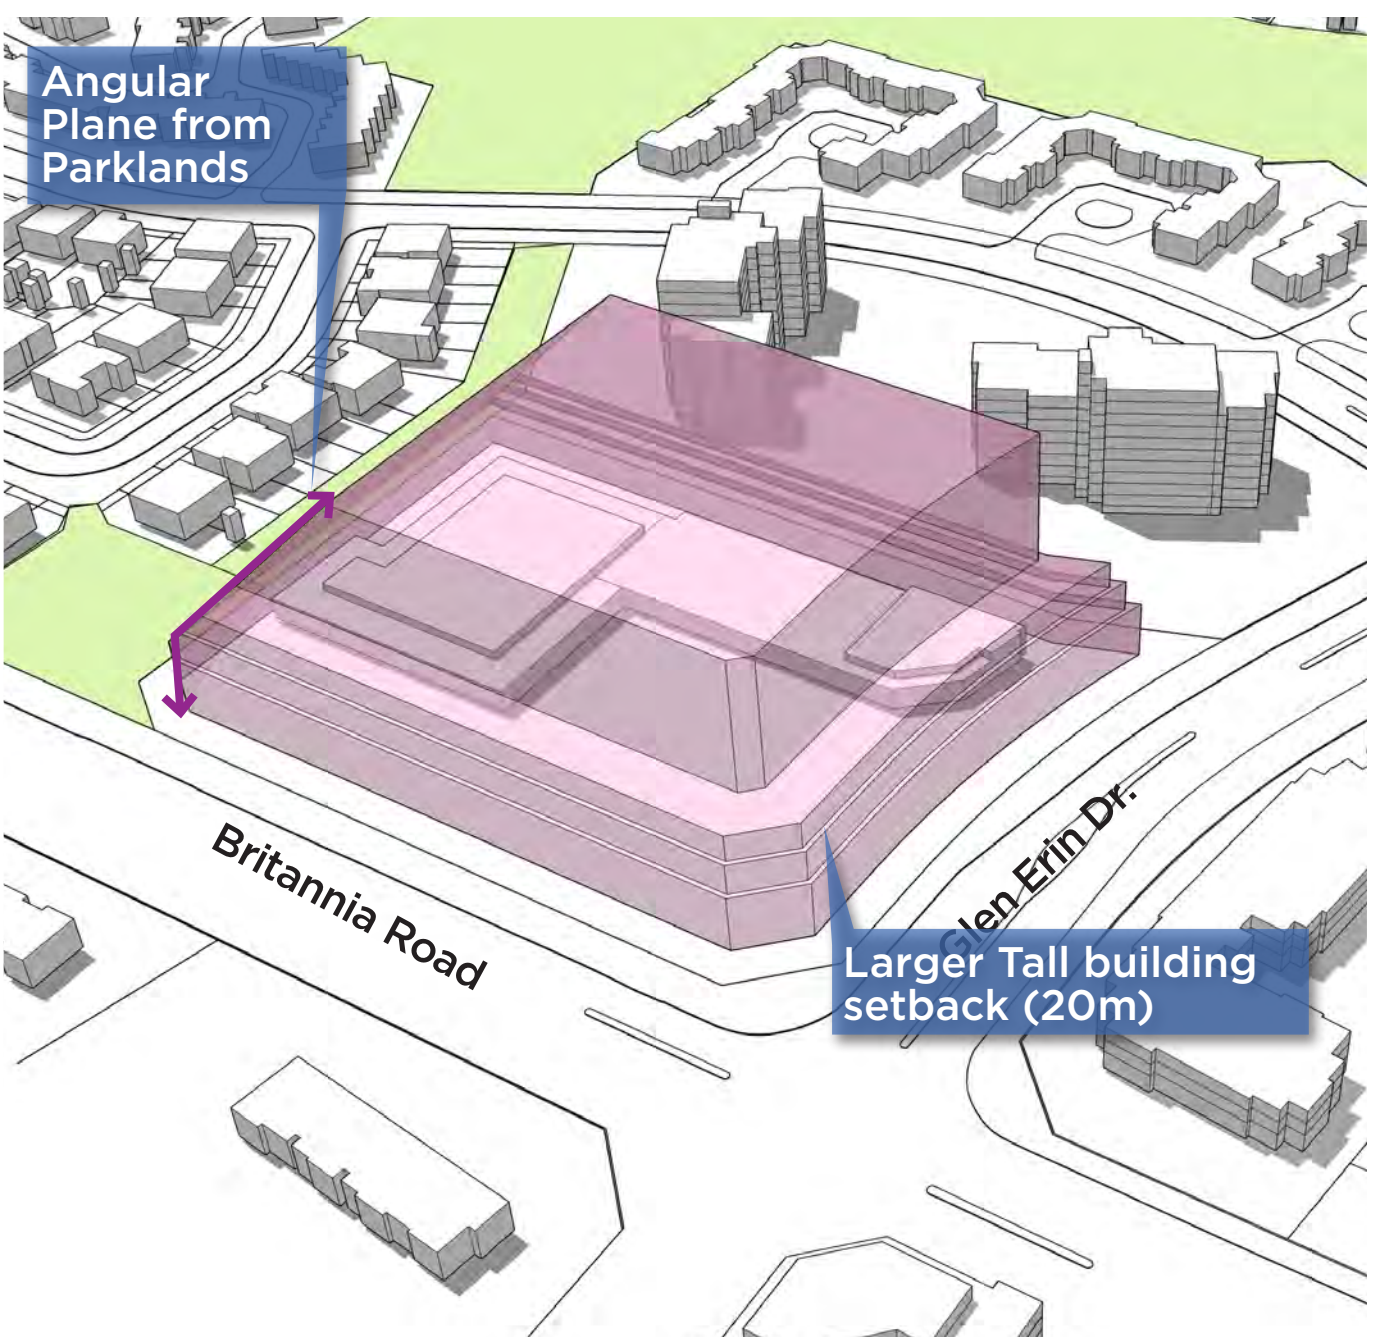 Angular
Plane from
Parklands
Britannia Road
Glen Erin Dr.
Larger Tall building
setback (20m)